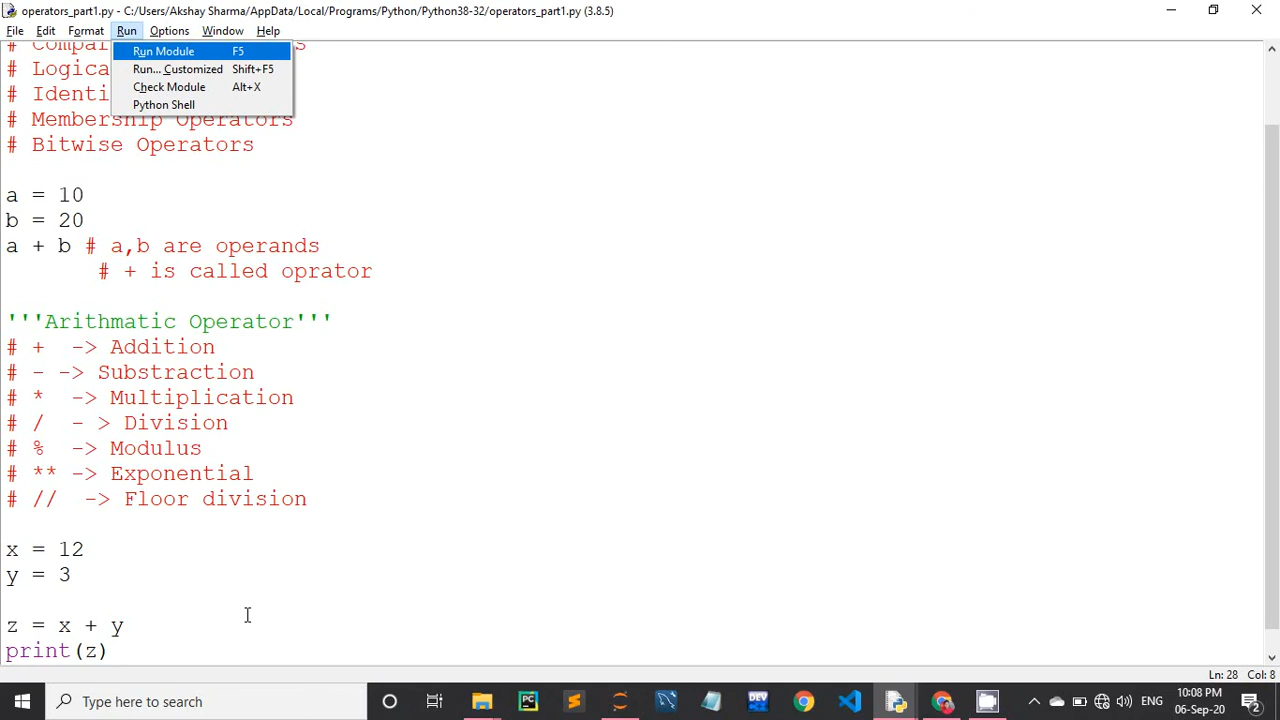 operators_part1.py - C:/Users/Akshay Sharma/AppData/Local/Programs/Python/Python38-32/operators_part1.py (3.8.5)
File Edit Format Run Options Window Help
Run Module F5
Run... Customized Shift+F5
Check Module Alt+X
Python Shell
# Logica
# Identi
# Membership Operators
# Bitwise Operators
a = 10
b = 20
a + b # a,b are operands
# + is called oprator
'''Arithmatic Operator'''
# + -> Addition
# - -> Substraction
# * -> Multiplication
# / - > Division
# % -> Modulus
# ** -> Exponential
# // -> Floor division
x = 12
y = 3
z = x + y
print(z)
Ln: 28 Col: 8
Type here to search
PC
DEV
ENG
10:08 PM
06-Sep-20
2